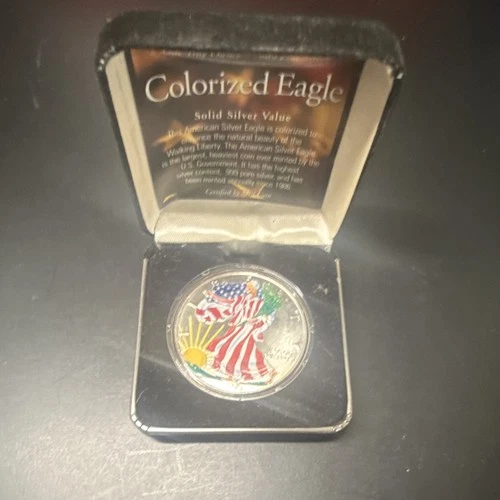 Colorized Eagle
Solid Silver Value
American Silver Eagle is colorized to
the natural beauty of the
Walking Liberty. The American Silver Eagle
is the largest, heaviest coin ever minted by the
U.S. Government. It has the highest
silver content, .999 pure silver, and has
been minted annually since 1986.
Certified by